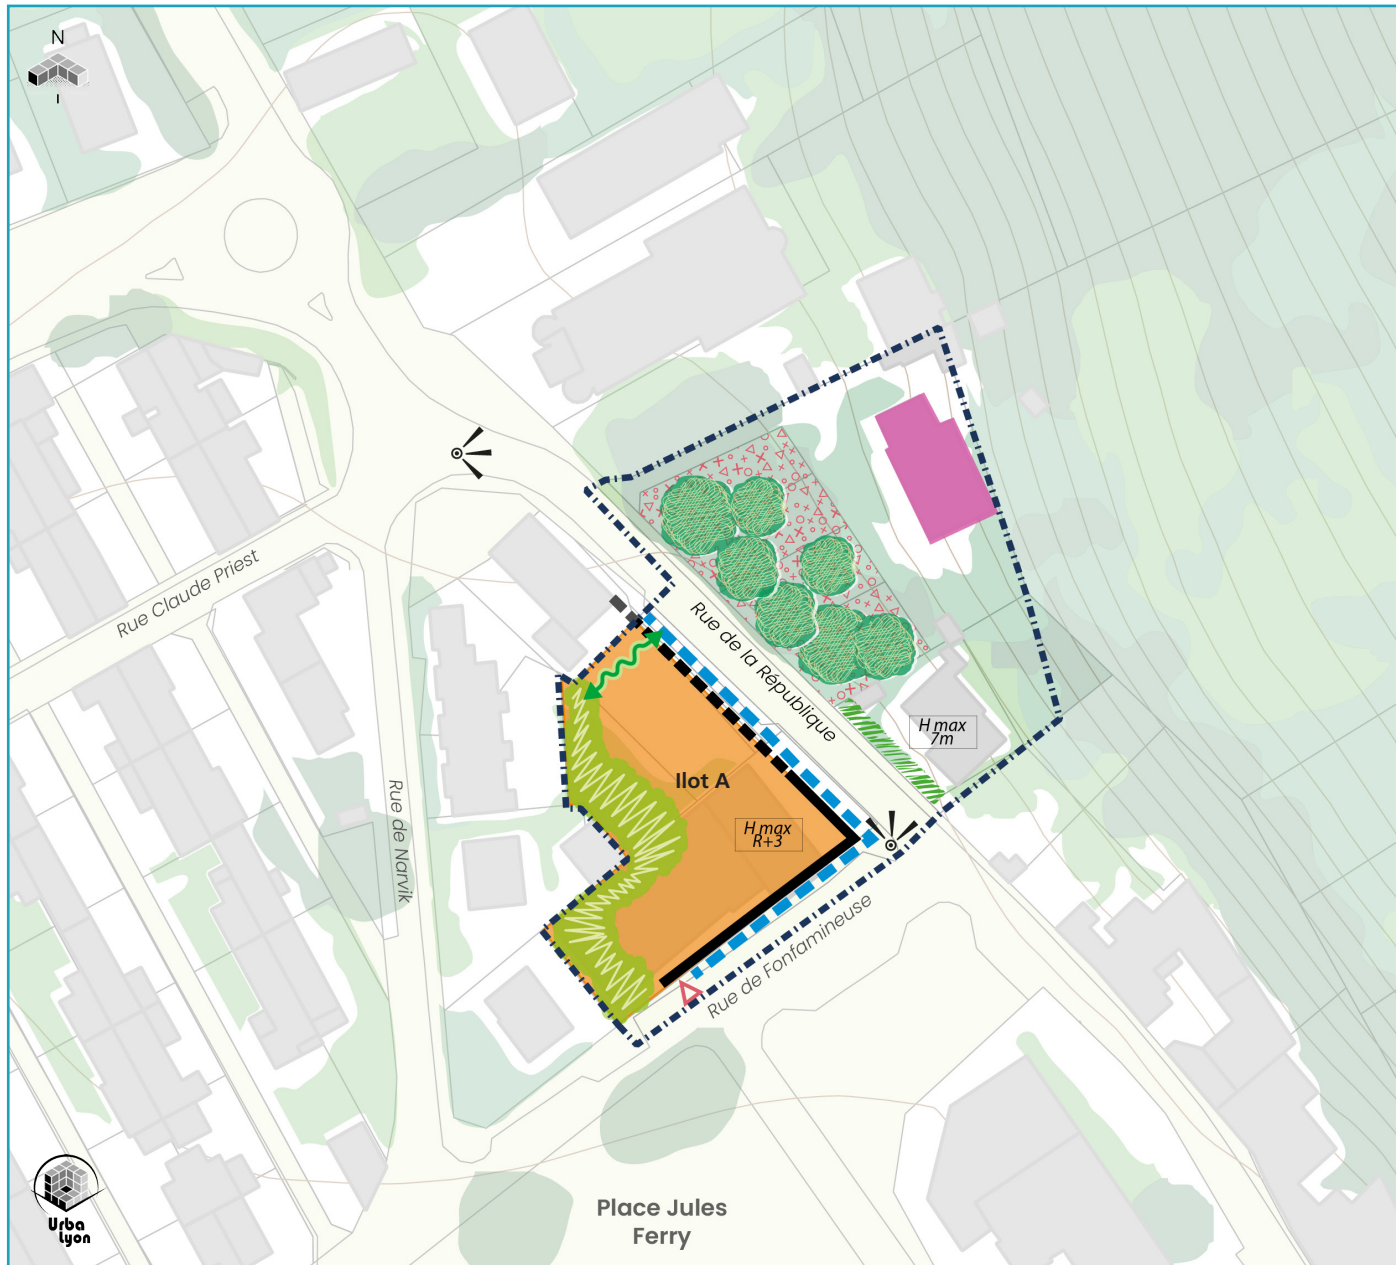 N
Rue Claude Priest
Rue de la République
H max
7m
Ilot A
Rue de Narvik
H max
R+3
Rue de Fonfamineuse
Place Jules
Ferry
Urba
Lyon